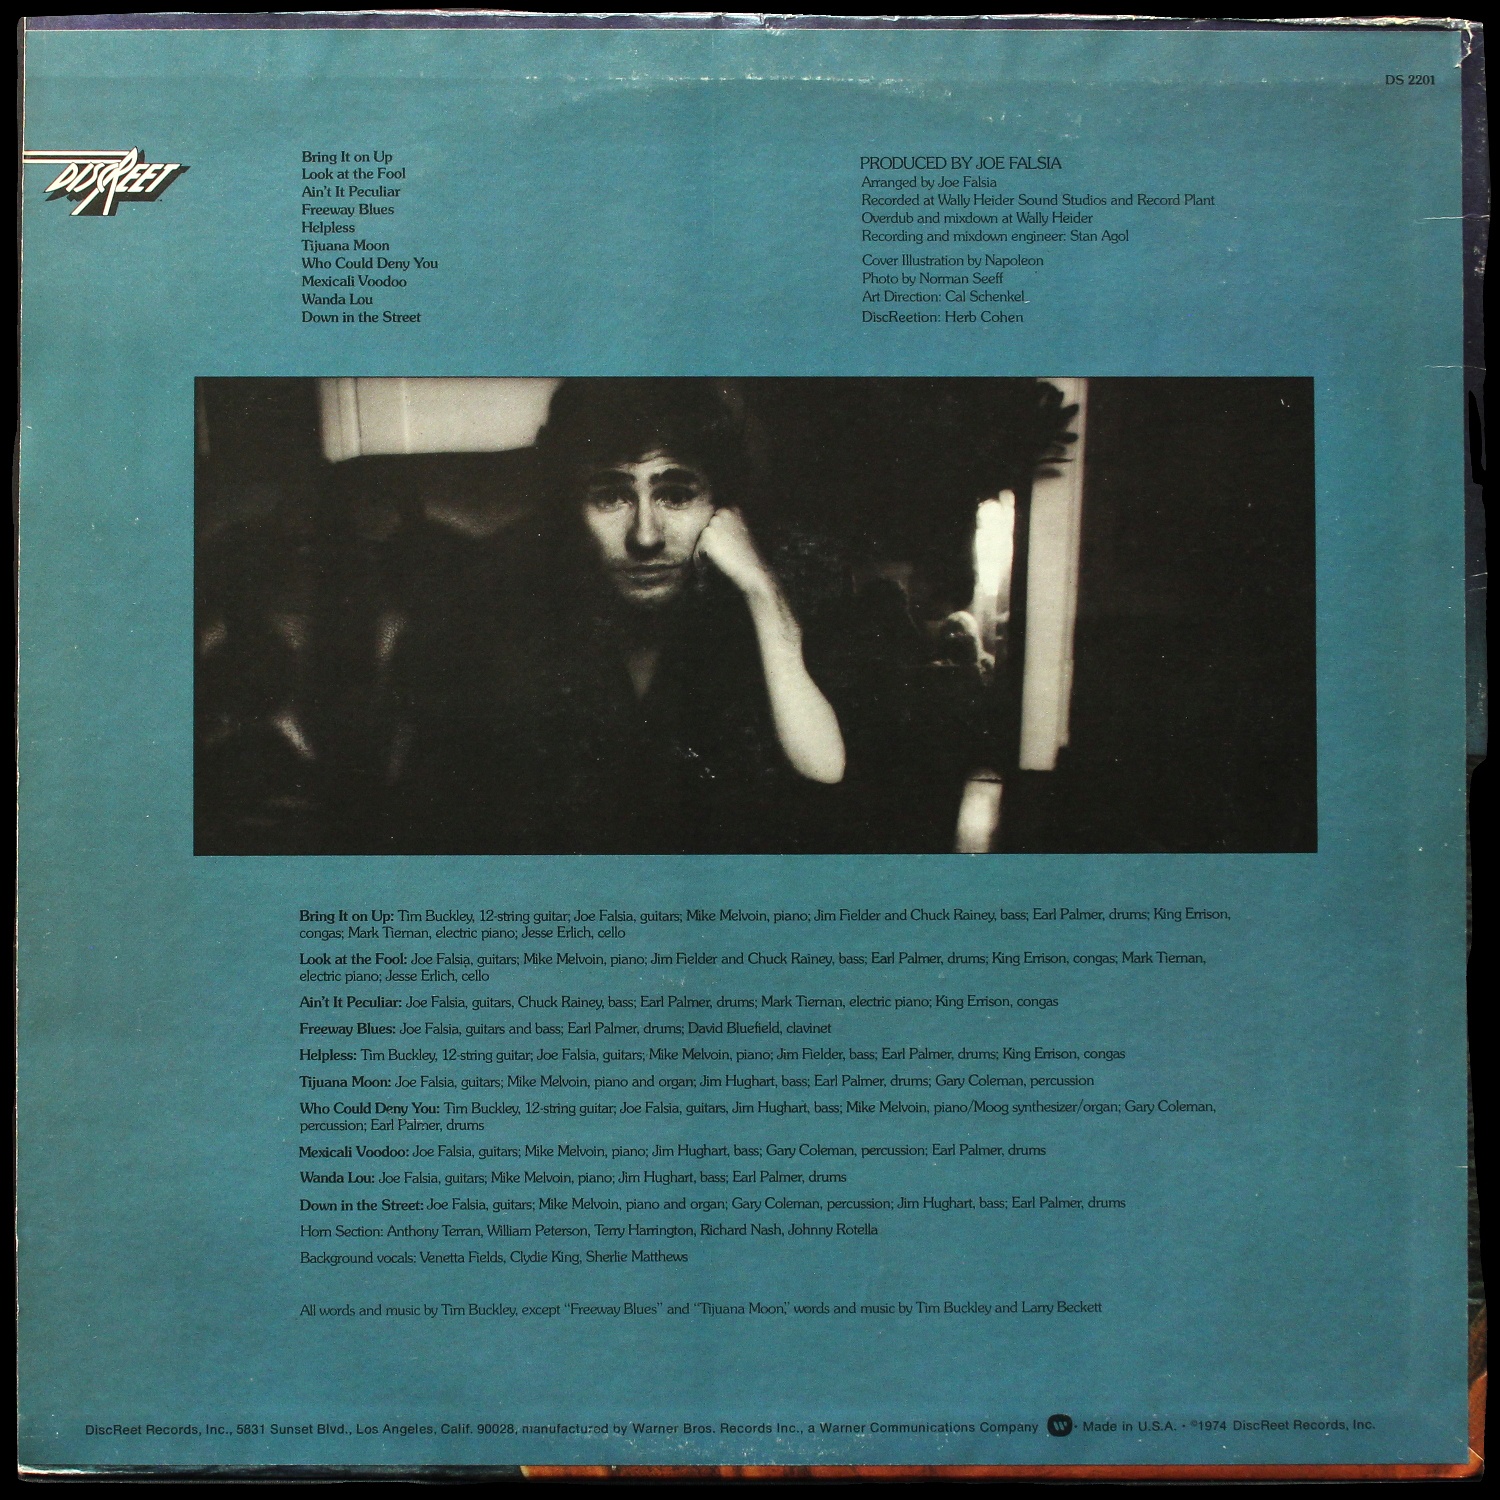 DS 2201
DISCREET
Bring It on Up
Look at the Fool
Ain't It Peculiar
Freeway Blues
Helpless
Tijuana Moon
Who Could Deny You
Mexicali Voodoo
Wanda Lou
Down in the Street
PRODUCED BY JOE FALSIA
Arranged by Joe Falsia
Recorded at Wally Heider Sound Studios and Record Plant
Overdub and mixdown at Wally Heider
Recording and mixdown engineer: Stan Agol
Cover Illustration by Napoleon
Photo by Norman Seeff
Art Direction: Cal Schenkel
DiscReetion: Herb Cohen
Bring It on Up: Tim Buckley, 12-string guitar; Joe Falsia, guitars; Mike Melvoin, piano; Jim Fielder and Chuck Rainey, bass; Earl Palmer, drums; King Errison,
congas; Mark Tiernan, electric piano; Jesse Erlich, cello
Look at the Fool: Joe Falsia, guitars; Mike Melvoin, piano; Jim Fielder and Chuck Rainey, bass; Earl Palmer, drums; King Errison, congas; Mark Tiernan,
electric piano; Jesse Erlich, cello
Ain't It Peculiar: Joe Falsia, guitars, Chuck Rainey, bass; Earl Palmer, drums; Mark Tiernan, electric piano; King Errison, congas
Freeway Blues: Joe Falsia, guitars and bass; Earl Palmer, drums; David Bluefield, clavinet
Helpless: Tim Buckley, 12-string guitar; Joe Falsia, guitars; Mike Melvoin, piano; Jim Fielder, bass; Earl Palmer, drums; King Errison, congas
Tijuana Moon: Joe Falsia, guitars; Mike Melvoin, piano and organ; Jim Hughart, bass; Earl Palmer, drums; Gary Coleman, percussion
Who Could Deny You: Tim Buckley, 12-string guitar; Joe Falsia, guitars, Jim Hughart, bass; Mike Melvoin, piano/Moog synthesizer/organ; Gary Coleman,
percussion; Earl Palmer, drums
Mexicali Voodoo: Joe Falsia, guitars; Mike Melvoin, piano; Jim Hughart, bass; Gary Coleman, percussion; Earl Palmer, drums
Wanda Lou: Joe Falsia, guitars; Mike Melvoin, piano; Jim Hughart, bass; Earl Palmer, drums
Down in the Street: Joe Falsia, guitars; Mike Melvoin, piano and organ; Gary Coleman, percussion; Jim Hughart, bass; Earl Palmer, drums
Horn Section: Anthony Terran, William Peterson, Terry Harrington, Richard Nash, Johnny Rotella
Background vocals: Venetta Fields, Clydie King, Sherlie Matthews
All words and music by Tim Buckley, except "Freeway Blues" and "Tijuana Moon," words and music by Tim Buckley and Larry Beckett
DiscReet Records, Inc., 5831 Sunset Blvd., Los Angeles, Calif. 90028, manufactured by Warner Bros. Records Inc., a Warner Communications Company W · Made in U.S.A. · ©1974 DiscReet Records, Inc.